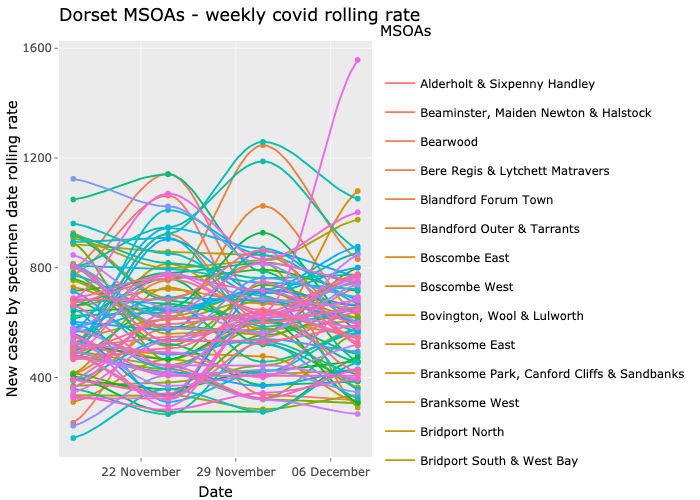 Dorset MSOAs - weekly covid rolling rate
MSOAs
New cases by specimen date rolling rate
1600
1200
800
400
22 November
29 November
06 December
Date
Alderholt & Sixpenny Handley
Beaminster, Maiden Newton & Halstock
Bearwood
Bere Regis & Lytchett Matravers
Blandford Forum Town
Blandford Outer & Tarrants
Boscombe East
Boscombe West
Bovington, Wool & Lulworth
Branksome East
Branksome Park, Canford Cliffs & Sandbanks
Branksome West
Bridport North
Bridport South & West Bay